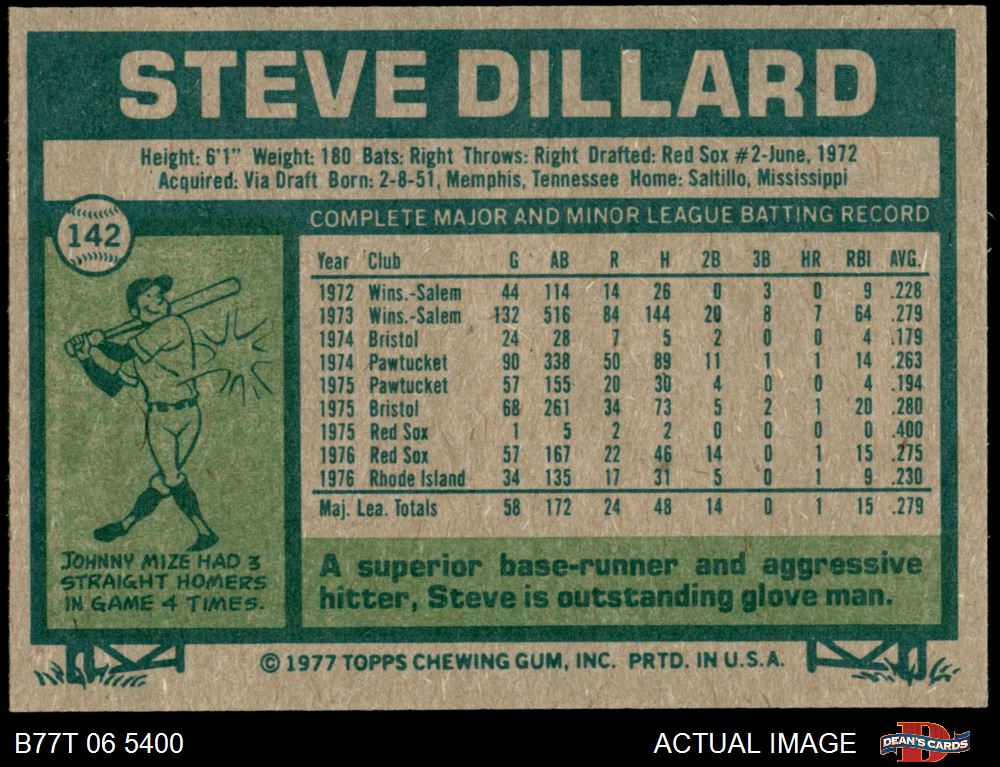 STEVE DILLARD
Height: 6'1" Weight: 180 Bats: Right Throws: Right Drafted: Red Sox #2-June, 1972
Acquired: Via Draft Born: 2-8-51, Memphis, Tennessee Home: Saltillo, Mississippi
142
COMPLETE MAJOR AND MINOR LEAGUE BATTING RECORD
Year Club G AB R H 2B 3B HR RBI AVG.
1972 Wins.-Salem 44 114 14 26 0 3 0 9 .228
1973 Wins.-Salem 132 516 84 144 20 8 7 64 .279
1974 Bristol 24 28 7 5 2 0 0 4 .179
1974 Pawtucket 90 338 50 89 11 1 1 14 .263
1975 Pawtucket 57 155 20 30 4 0 0 4 .194
1975 Bristol 68 261 34 73 5 2 1 20 .280
1975 Red Sox 1 5 2 2 0 0 0 0 .400
1976 Red Sox 57 167 22 46 14 0 1 15 .275
1976 Rhode Island 34 135 17 31 5 0 1 9 .230
Maj. Lea. Totals 58 172 24 48 14 0 1 15 .279
JOHNNY MIZE HAD 3
STRAIGHT HOMERS
IN GAME 4 TIMES.
A superior base-runner and aggressive
hitter, Steve is outstanding glove man.
© 1977 TOPPS CHEWING GUM, INC. PRTD. IN U.S.A.
B77T 06 5400
ACTUAL IMAGE
DEAN'S CARDS